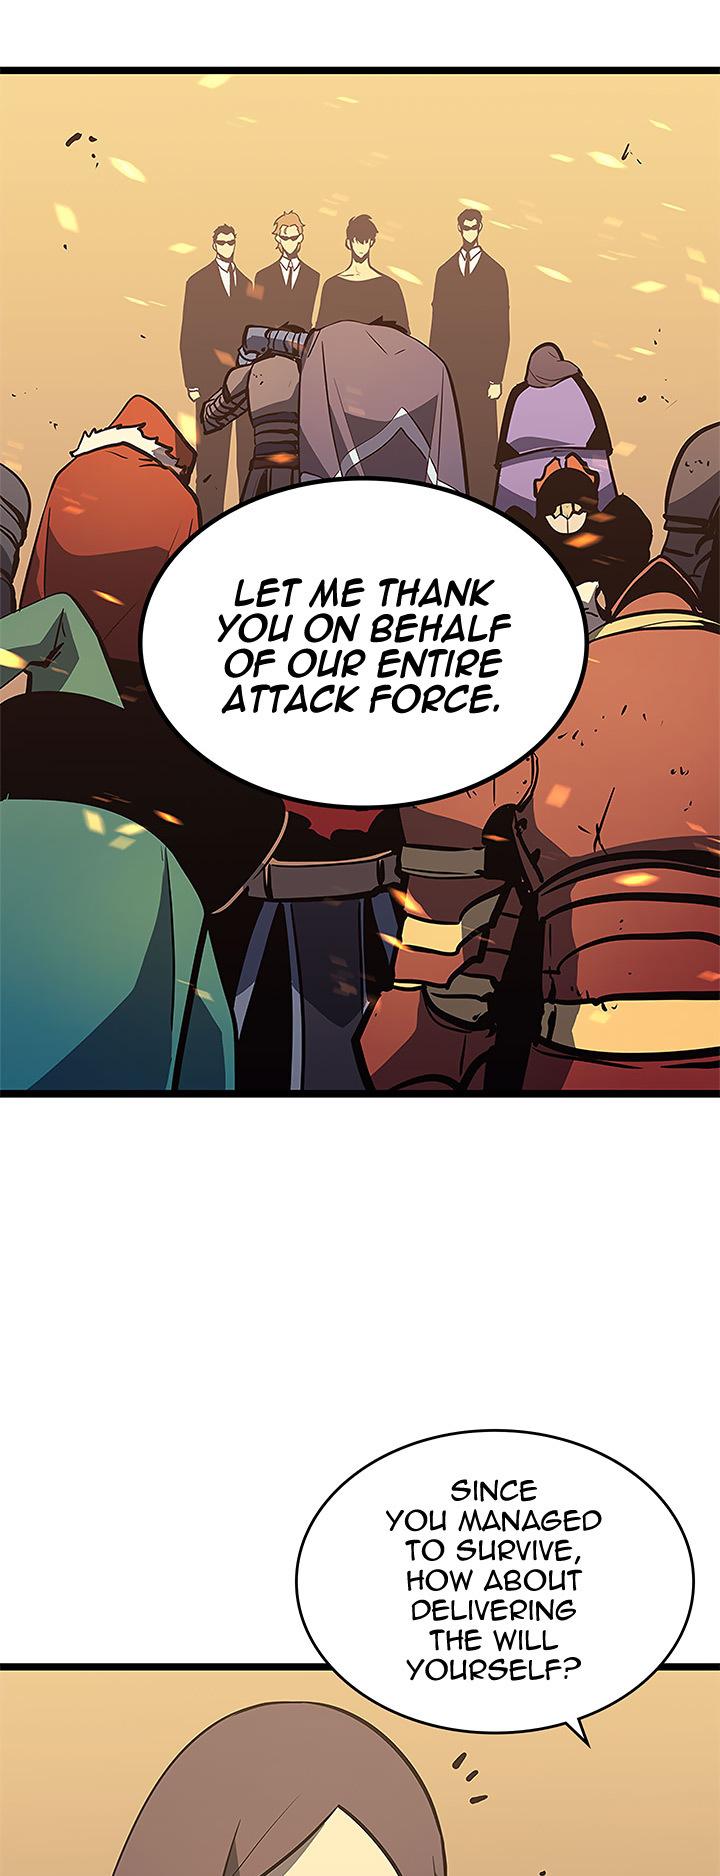 LET ME THANK
YOU ON BEHALF
OF OUR ENTIRE
ATTACK FORCE.
SINCE
YOU MANAGED
TO SURVIVE,
HOW ABOUT
DELIVERING
THE WILL
YOURSELF?